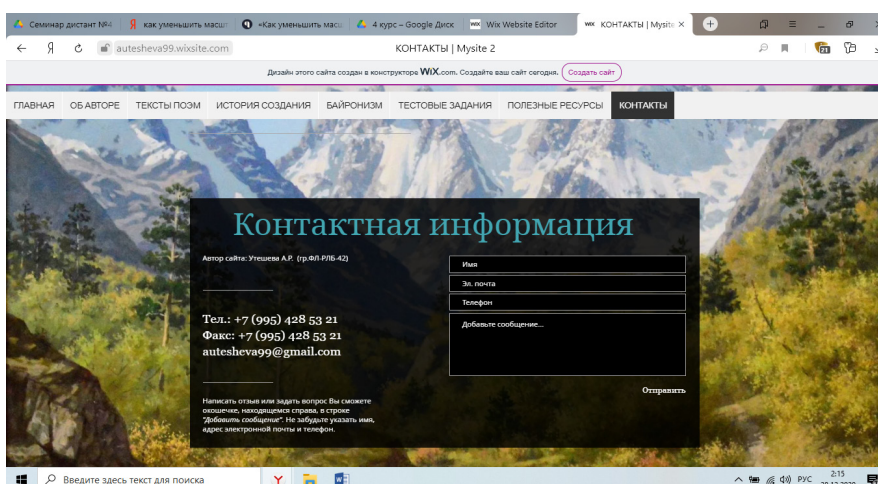 Семинар дистант №4
как уменьшить масшт
«Как уменьшить масш
4 курс – Google Диск
WIX Wix Website Editor
WIX КОНТАКТЫ | Mysite
autesheva99.wixsite.com
КОНТАКТЫ | Mysite 2
21
Дизайн этого сайта создан в конструкторе WiX.com. Создайте ваш сайт сегодня. Создать сайт
ГЛАВНАЯ ОБ АВТОРЕ ТЕКСТЫ ПОЭМ ИСТОРИЯ СОЗДАНИЯ БАЙРОНИЗМ ТЕСТОВЫЕ ЗАДАНИЯ ПОЛЕЗНЫЕ РЕСУРСЫ КОНТАКТЫ
Контактная информация
Автор сайта: Утешева А.Р. (гр.ФЛ-РЛБ-42)
Тел.: +7 (995) 428 53 21
Факс: +7 (995) 428 53 21
autesheva99@gmail.com
Написать отзыв или задать вопрос Вы сможете
окошечке, находящемся справа, в строке
"Добавить сообщение". Не забудьте указать имя,
адрес электронной почты и телефон.
Имя
Эл. почта
Телефон
Добавьте сообщение...
Отправить
Введите здесь текст для поиска
РУС
2:15